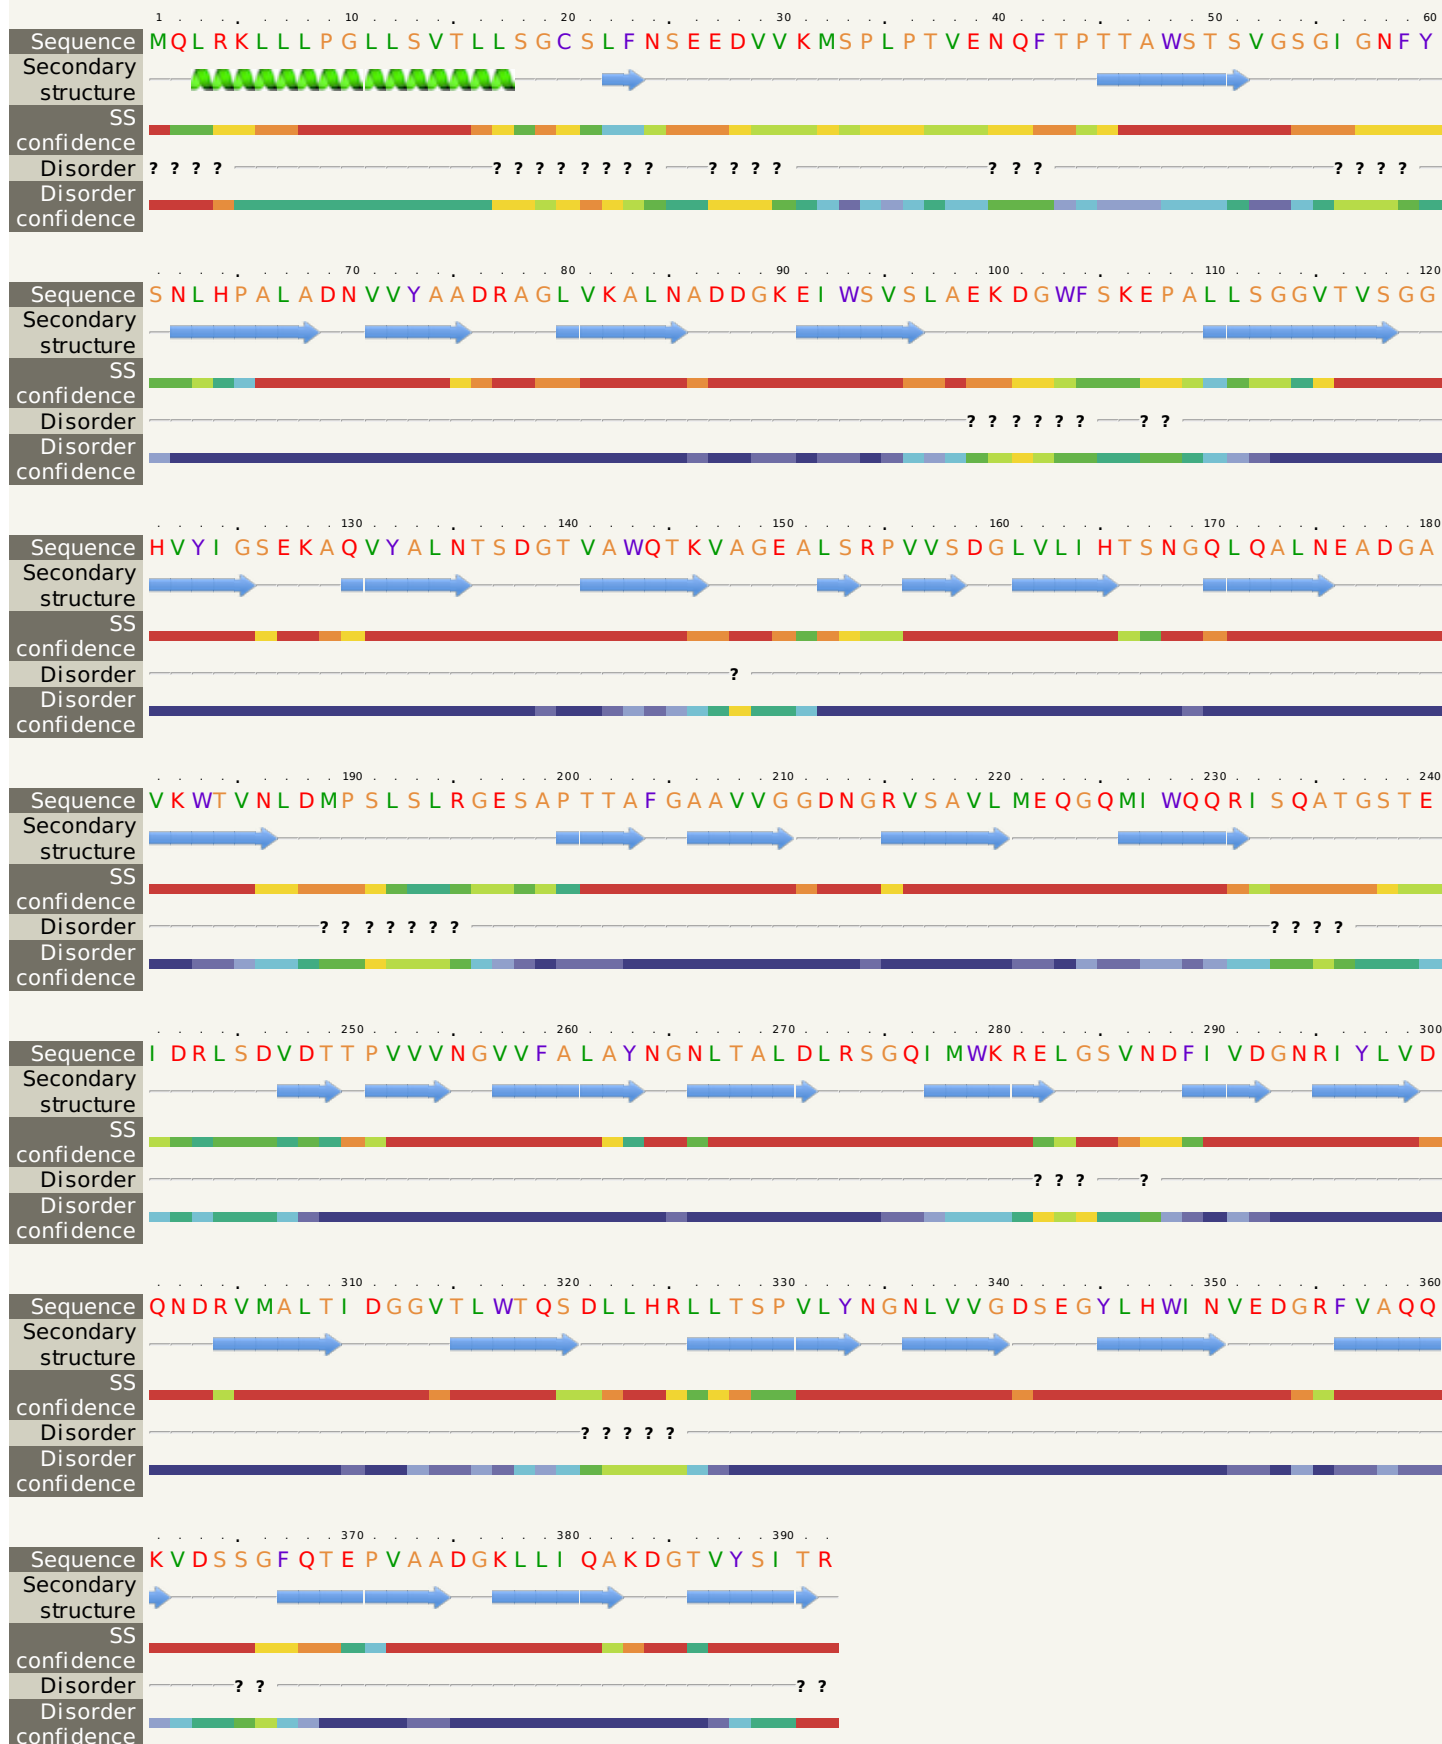 1 10 20 30 40 50 60
Sequence MQLRKLLLPGLLSVTLLSGCSLFNSEEDVVKMSPLPTVENQFTPTTAWSTSVGSGIGNFY
Secondary
structure
SS
confidence
Disorder ? ? ? ? ? ? ? ? ? ? ? ? ? ? ? ? ? ? ? ? ? ? ?
Disorder
confidence
70 80 90 100 110 120
Sequence SNLHPALADNVVYAADRAGLVKALNADDGKEIWSVSLAEKDGWFSKEPALLSGGVTVSGG
Secondary
structure
SS
confidence
Disorder ? ? ? ? ? ? ? ?
Disorder
confidence
130 140 150 160 170 180
Sequence HVYIGSEKAQVYALNTSDGTVAWQTKVAGEALSRPVVSDGLVLIHTSNGQLQALNEADGA
Secondary
structure
SS
confidence
Disorder ?
Disorder
confidence
190 200 210 220 230 240
Sequence VKWTVNLDMPSLSLRGESAPTTAFGAAVVGGDNGRVSAVLMEQGQMIWQQRISQATGSTE
Secondary
structure
SS
confidence
Disorder ? ? ? ? ? ? ? ? ? ? ?
Disorder
confidence
250 260 270 280 290 300
Sequence IDRLSDVDTTPVVVNGVVFALAYNGNLTALDLRSGQIMWKRELGSVNDFIVDGNRIYLVD
Secondary
structure
SS
confidence
Disorder ? ? ? ?
Disorder
confidence
310 320 330 340 350 360
Sequence QNDRVMALTIDGGVTLWTQSDLLHRLLTSPVLYNGNLVVGDSEGYLHWINVEDGRFVAQQ
Secondary
structure
SS
confidence
Disorder ? ? ? ? ?
Disorder
confidence
370 380 390
Sequence KVDSSGFQTEPVAADGKLLIQAKDGTVYSITR
Secondary
structure
SS
confidence
Disorder ? ? ? ?
Disorder
confidence